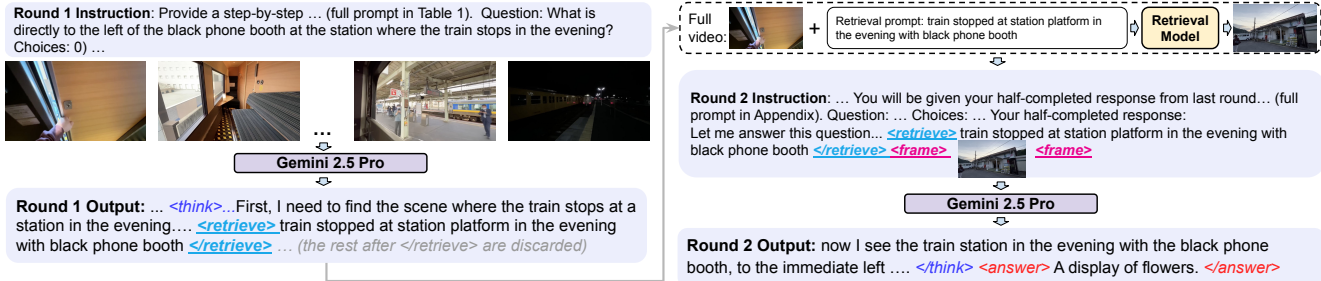 Round 1 Instruction: Provide a step-by-step ... (full prompt in Table 1). Question: What is
directly to the left of the black phone booth at the station where the train stops in the evening?
Choices: 0) ...
...
Gemini 2.5 Pro
Round 1 Output: ... <think>...First, I need to find the scene where the train stops at a
station in the evening.... <retrieve> train stopped at station platform in the evening
with black phone booth </retrieve> ... (the rest after </retrieve> are discarded)
Full
video:
+
Retrieval prompt: train stopped at station platform in
the evening with black phone booth
Retrieval
Model
Round 2 Instruction: ... You will be given your half-completed response from last round... (full
prompt in Appendix). Question: ... Choices: ... Your half-completed response:
Let me answer this question... <retrieve> train stopped at station platform in the evening with
black phone booth </retrieve> <frame> <frame>
Gemini 2.5 Pro
Round 2 Output: now I see the train station in the evening with the black phone
booth, to the immediate left .... </think> <answer> A display of flowers. </answer>